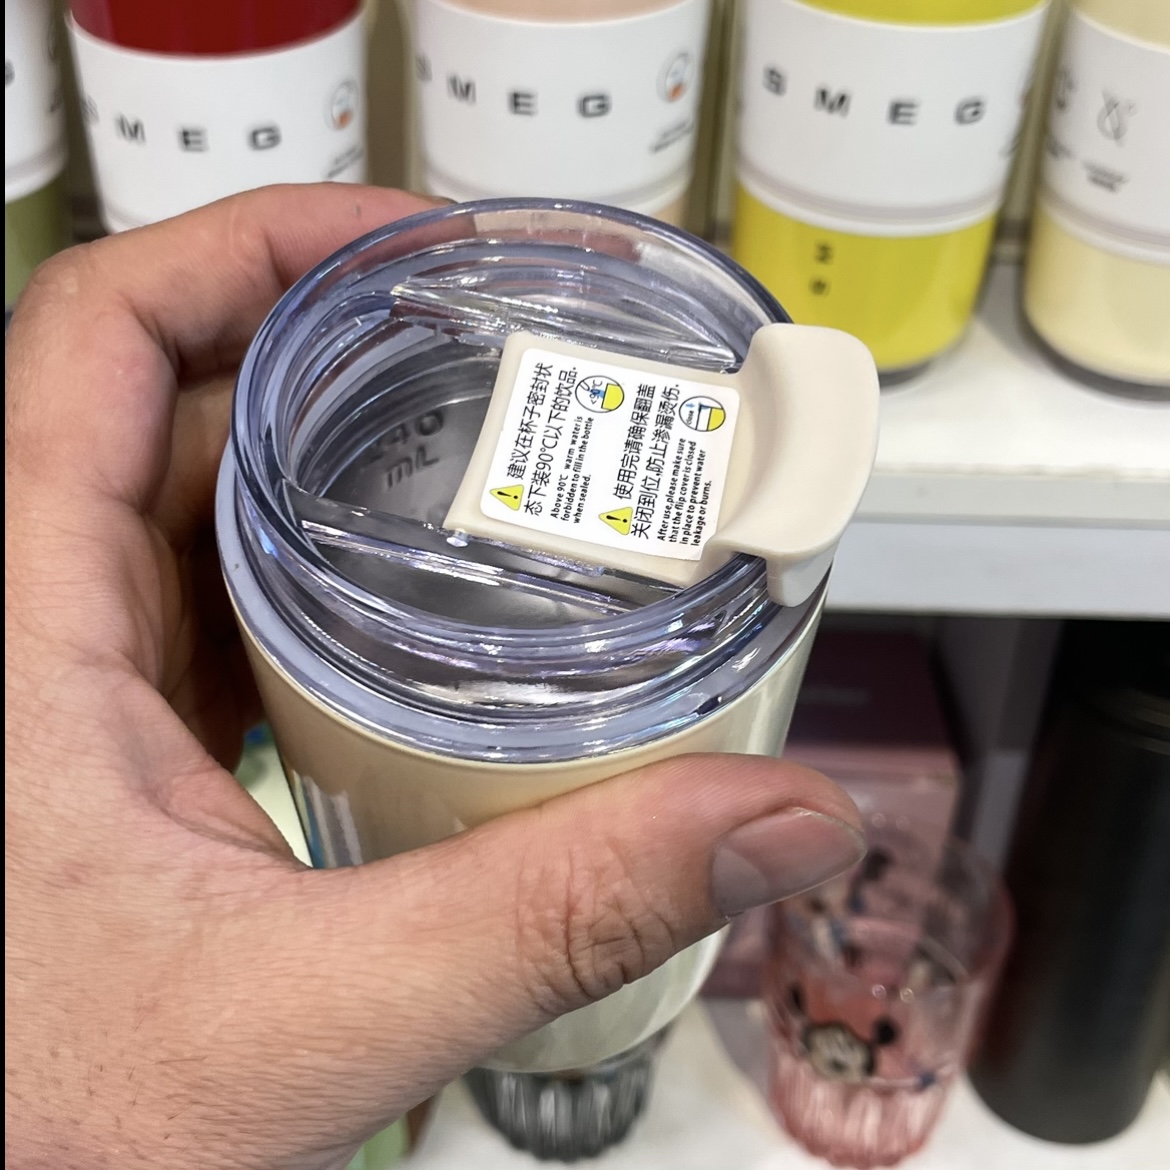 SMEG
SMEG
SMEG
建议在杯子密封状
态下装90℃以下的饮品.
<90℃
Above 90℃ warm water is
forbidden to fill in the bottle
when sealed.
使用完请确保翻盖
关闭到位,防止渗漏烫伤.
close
After use,please make sure
that the flip cover is closed
in place to prevent water
leakage or burns.
mL